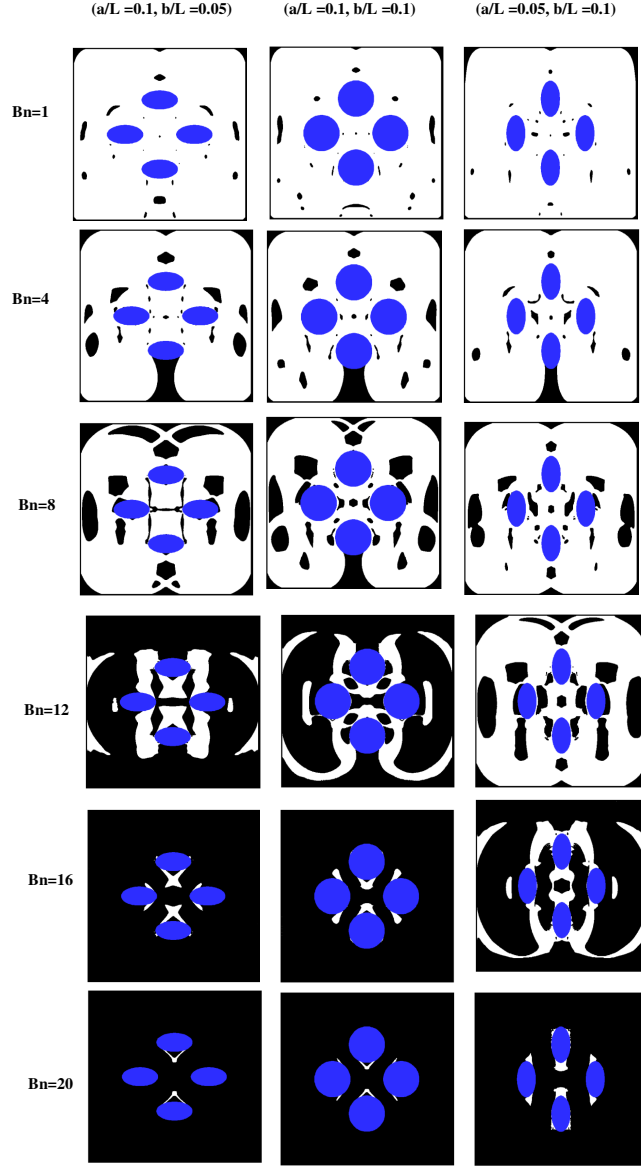 (a/L =0.1, b/L =0.05) (a/L =0.1, b/L =0.1) (a/L =0.05, b/L =0.1)
Bn=1
Bn=4
Bn=8
Bn=12
Bn=16
Bn=20